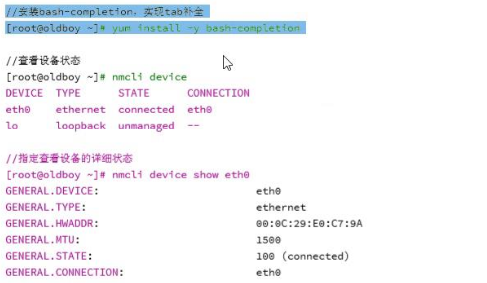 //安装bash-completion，实现tab补全
[root@oldboy ~]# yum install -y bash-completion
//查看设备状态
[root@oldboy ~]# nmcli device
DEVICE TYPE STATE CONNECTION
eth0 ethernet connected eth0
lo loopback unmanaged --
//指定查看设备的详细状态
[root@oldboy ~]# nmcli device show eth0
GENERAL.DEVICE: eth0
GENERAL.TYPE: ethernet
GENERAL.HWADDR: 00:0C:29:E0:C7:9A
GENERAL.MTU: 1500
GENERAL.STATE: 100 (connected)
GENERAL.CONNECTION: eth0